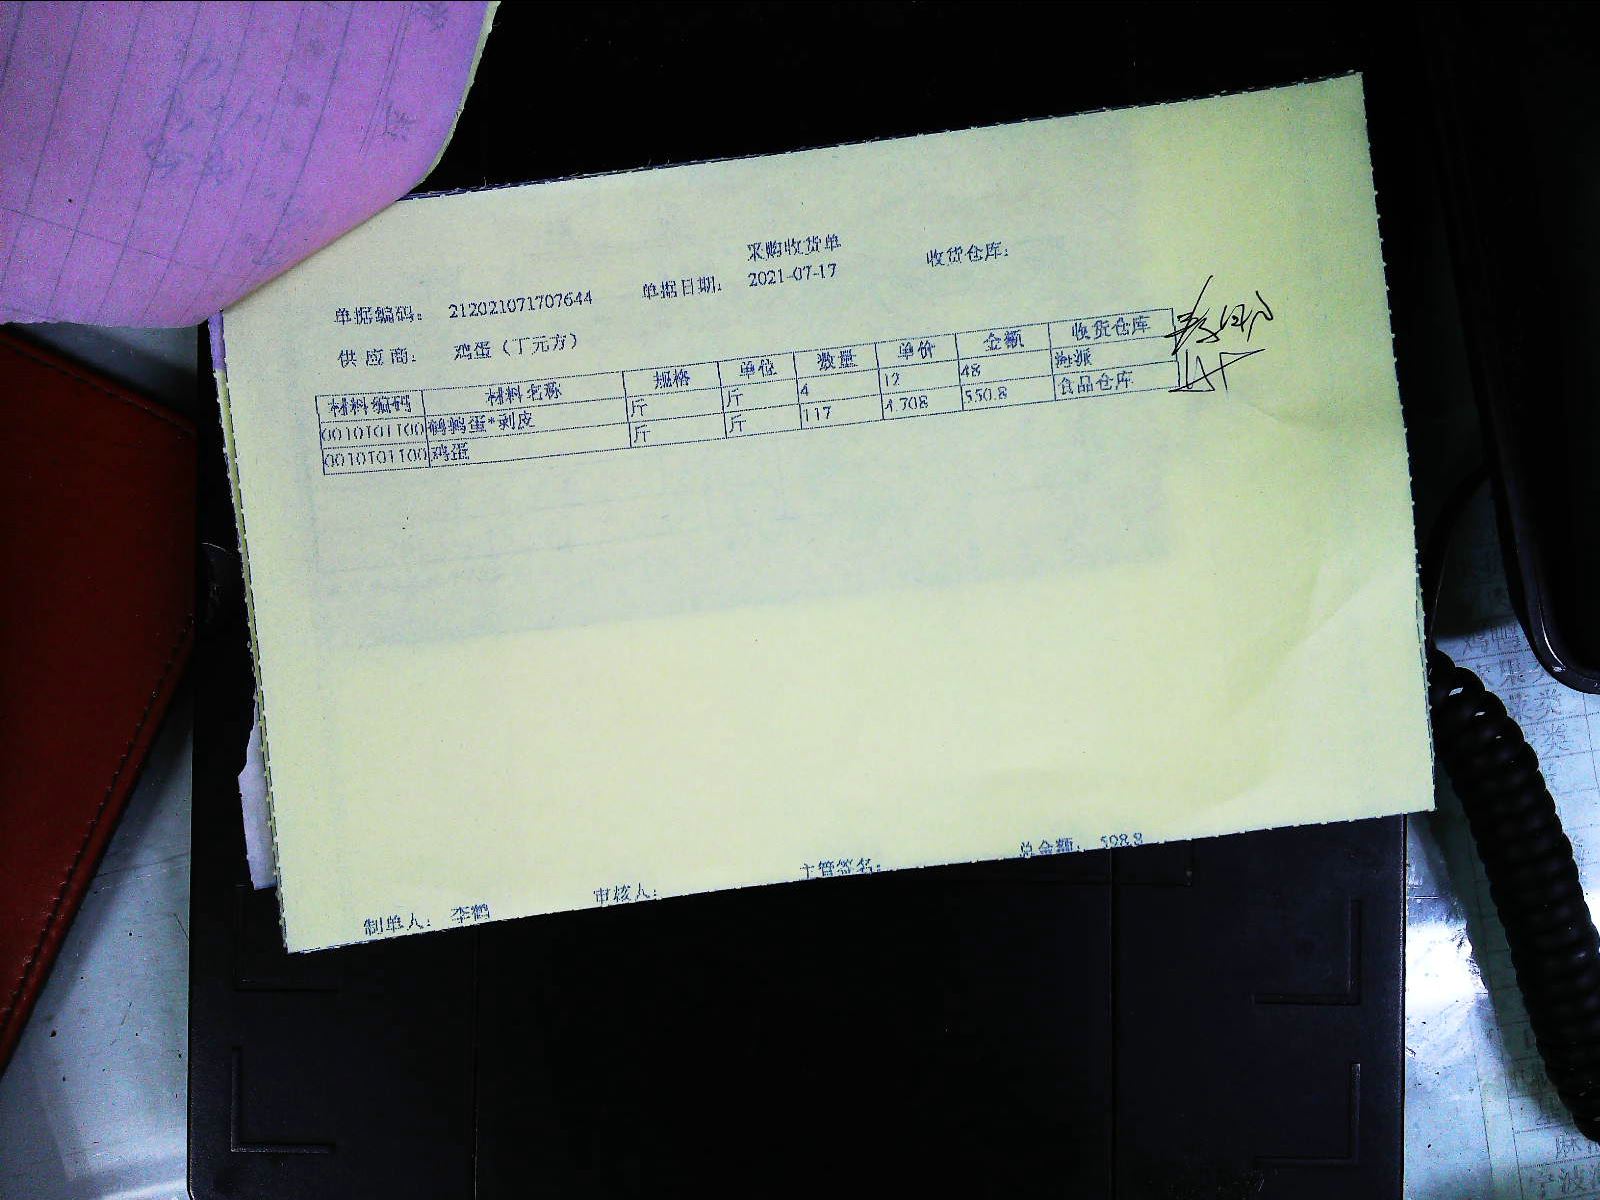 采购收货单
单据编码： 212021071707644 单据日期： 2021-07-17 收货仓库：
供应商： 鸡蛋（丁元方）
材料编码 材料名称 规格 单位 数量 单价 金额 收货仓库
0010101100 鹌鹑蛋*剥皮 斤 斤 4 12 48 海派
0010101100 鸡蛋 斤 斤 117 4.708 550.8 食品仓库
制单人： 李鹤 审核人： 主管签名： 总金额： 598.8